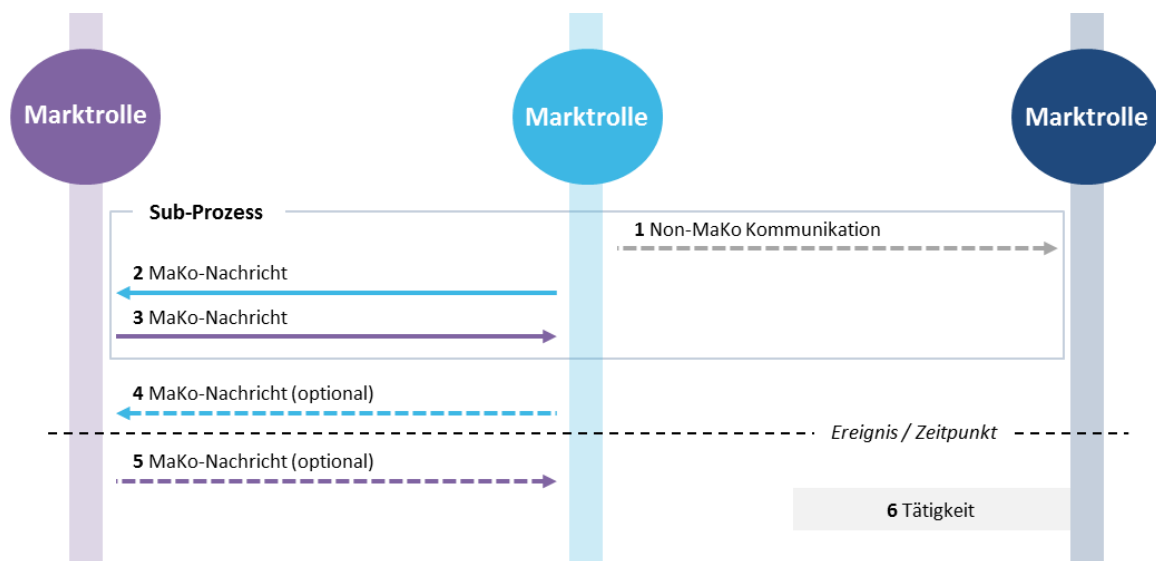 Marktrolle
Marktrolle
Marktrolle
Sub-Prozess
1 Non-MaKo Kommunikation
2 MaKo-Nachricht
3 MaKo-Nachricht
4 MaKo-Nachricht (optional)
Ereignis / Zeitpunkt
5 MaKo-Nachricht (optional)
6 Tätigkeit